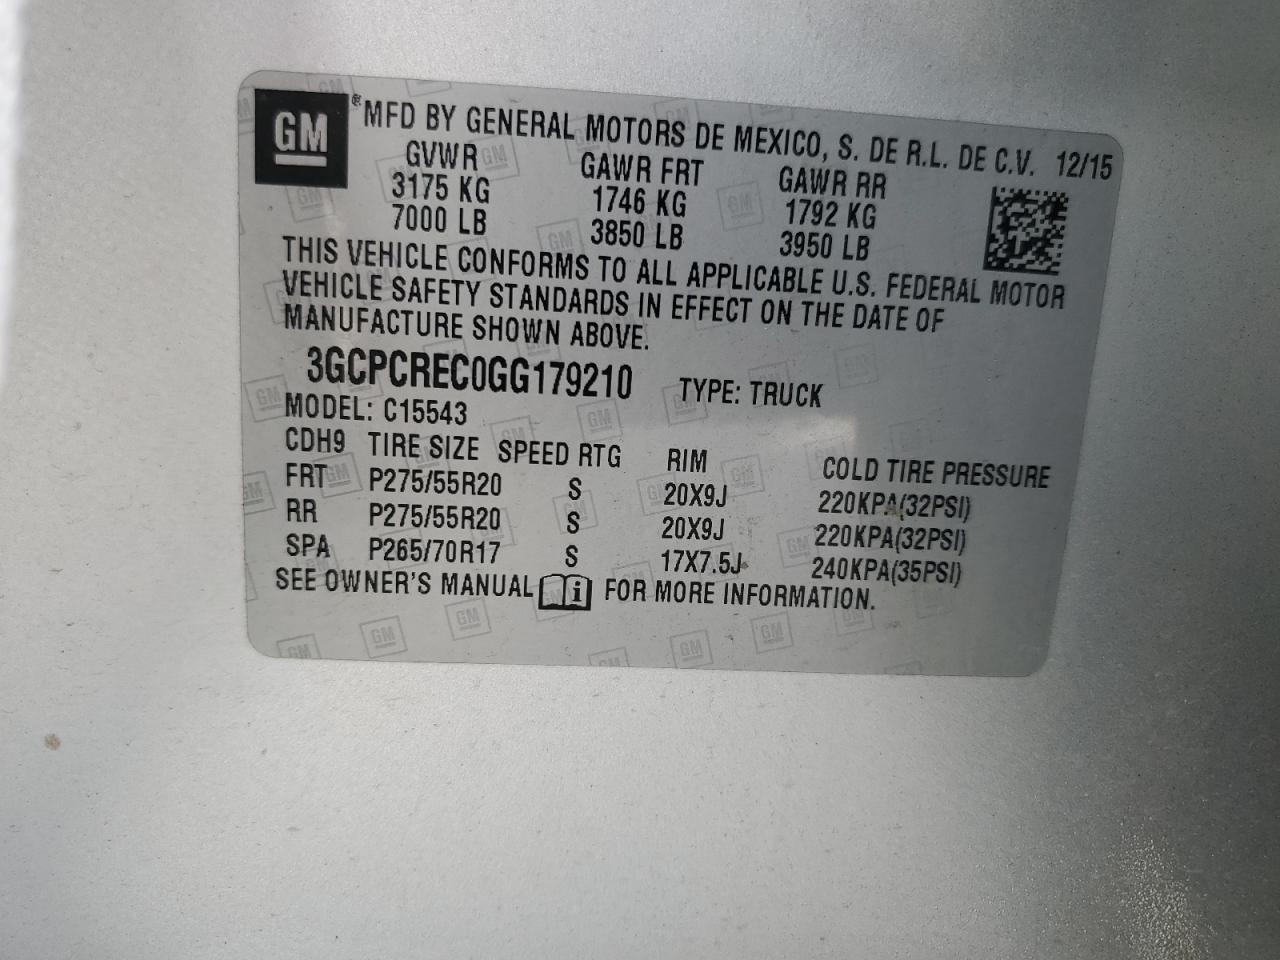 GM ® MFD BY GENERAL MOTORS DE MEXICO, S. DE R.L. DE C.V. 12/15
GVWR GAWR FRT GAWR RR
3175 KG 1746 KG 1792 KG
7000 LB 3850 LB 3950 LB
THIS VEHICLE CONFORMS TO ALL APPLICABLE U.S. FEDERAL MOTOR
VEHICLE SAFETY STANDARDS IN EFFECT ON THE DATE OF
MANUFACTURE SHOWN ABOVE.
3GCPCREC0GG179210 TYPE: TRUCK
MODEL: C15543
CDH9 TIRE SIZE SPEED RTG RIM COLD TIRE PRESSURE
FRT P275/55R20 S 20X9J 220KPA(32PSI)
RR P275/55R20 S 20X9J 220KPA(32PSI)
SPA P265/70R17 S 17X7.5J 240KPA(35PSI)
SEE OWNER'S MANUAL i FOR MORE INFORMATION.